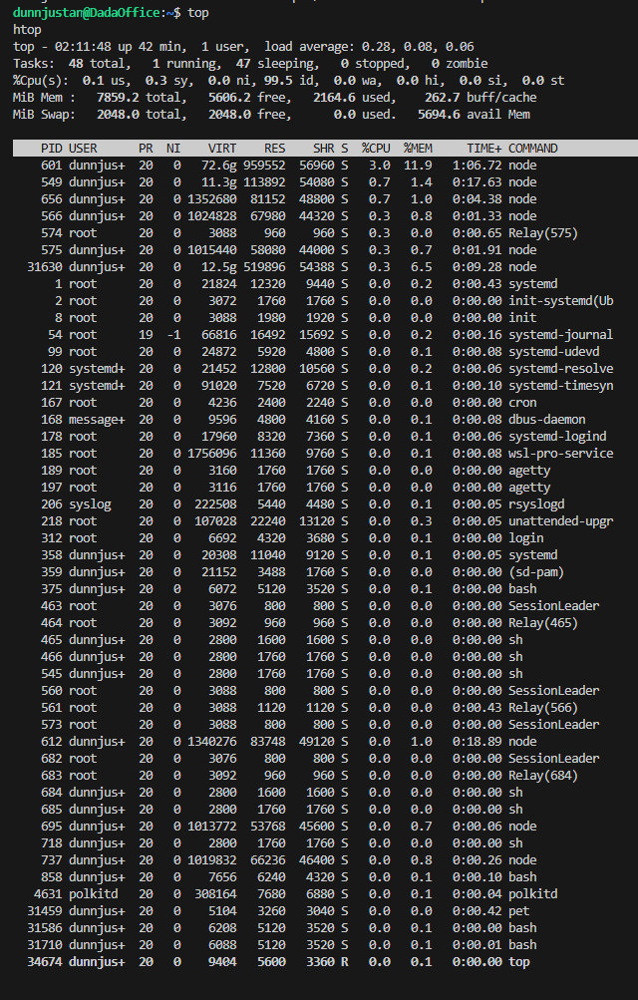 dunnjustan@DadaOffice:~$ top
htop
top - 02:11:48 up 42 min,  1 user,  load average: 0.28, 0.08, 0.06
Tasks:  48 total,   1 running,  47 sleeping,   0 stopped,   0 zombie
%Cpu(s):  0.1 us,  0.3 sy,  0.0 ni, 99.5 id,  0.0 wa,  0.0 hi,  0.0 si,  0.0 st
MiB Mem :   7859.2 total,   5606.2 free,   2164.6 used,    262.7 buff/cache
MiB Swap:   2048.0 total,   2048.0 free,      0.0 used.   5694.6 avail Mem
PID USER      PR  NI    VIRT    RES    SHR S  %CPU  %MEM     TIME+ COMMAND
601 dunnjus+  20   0   72.6g 959552  56960 S   3.0  11.9   1:06.72 node
549 dunnjus+  20   0   11.3g 113892  54080 S   0.7   1.4   0:17.63 node
656 dunnjus+  20   0 1352680  81152  48800 S   0.7   1.0   0:04.38 node
566 dunnjus+  20   0 1024828  67980  44320 S   0.3   0.8   0:01.33 node
574 root      20   0    3088    960    960 S   0.3   0.0   0:00.65 Relay(575)
575 dunnjus+  20   0 1015440  58080  44000 S   0.3   0.7   0:01.91 node
31630 dunnjus+  20   0   12.5g 519896  54388 S   0.3   6.5   0:09.28 node
1 root      20   0   21824  12320   9440 S   0.0   0.2   0:00.43 systemd
2 root      20   0    3072   1760   1760 S   0.0   0.0   0:00.00 init-systemd(Ub
8 root      20   0    3088   1980   1920 S   0.0   0.0   0:00.00 init
54 root      19  -1   66816  16492  15692 S   0.0   0.2   0:00.16 systemd-journal
99 root      20   0   24872   5920   4800 S   0.0   0.1   0:00.08 systemd-udevd
120 systemd+  20   0   21452  12800  10560 S   0.0   0.2   0:00.06 systemd-resolve
121 systemd+  20   0   91020   7520   6720 S   0.0   0.1   0:00.10 systemd-timesyn
167 root      20   0    4236   2400   2240 S   0.0   0.0   0:00.00 cron
168 message+  20   0    9596   4800   4160 S   0.0   0.1   0:00.08 dbus-daemon
178 root      20   0   17960   8320   7360 S   0.0   0.1   0:00.06 systemd-logind
185 root      20   0 1756096  11360   9760 S   0.0   0.1   0:00.08 wsl-pro-service
189 root      20   0    3160   1760   1760 S   0.0   0.0   0:00.00 agetty
197 root      20   0    3116   1760   1760 S   0.0   0.0   0:00.00 agetty
206 syslog    20   0  222508   5440   4480 S   0.0   0.1   0:00.05 rsyslogd
218 root      20   0  107028  22240  13120 S   0.0   0.3   0:00.05 unattended-upgr
312 root      20   0    6692   4320   3680 S   0.0   0.1   0:00.00 login
358 dunnjus+  20   0   20308  11040   9120 S   0.0   0.1   0:00.05 systemd
359 dunnjus+  20   0   21152   3488   1760 S   0.0   0.0   0:00.00 (sd-pam)
375 dunnjus+  20   0    6072   5120   3520 S   0.0   0.1   0:00.00 bash
463 root      20   0    3076    800    800 S   0.0   0.0   0:00.00 SessionLeader
464 root      20   0    3092    960    960 S   0.0   0.0   0:00.00 Relay(465)
465 dunnjus+  20   0    2800   1600   1600 S   0.0   0.0   0:00.00 sh
466 dunnjus+  20   0    2800   1760   1760 S   0.0   0.0   0:00.00 sh
545 dunnjus+  20   0    2800   1760   1760 S   0.0   0.0   0:00.00 sh
560 root      20   0    3088    800    800 S   0.0   0.0   0:00.00 SessionLeader
561 root      20   0    3088   1120   1120 S   0.0   0.0   0:00.43 Relay(566)
573 root      20   0    3088    800    800 S   0.0   0.0   0:00.00 SessionLeader
612 dunnjus+  20   0 1340276  83748  49120 S   0.0   1.0   0:18.89 node
682 root      20   0    3076    800    800 S   0.0   0.0   0:00.00 SessionLeader
683 root      20   0    3092    960    960 S   0.0   0.0   0:00.00 Relay(684)
684 dunnjus+  20   0    2800   1600   1600 S   0.0   0.0   0:00.00 sh
685 dunnjus+  20   0    2800   1760   1760 S   0.0   0.0   0:00.00 sh
695 dunnjus+  20   0 1013772  53768  45600 S   0.0   0.7   0:00.06 node
718 dunnjus+  20   0    2800   1760   1760 S   0.0   0.0   0:00.00 sh
737 dunnjus+  20   0 1019832  66236  46400 S   0.0   0.8   0:00.26 node
858 dunnjus+  20   0    7656   6240   4320 S   0.0   0.1   0:00.10 bash
4631 polkitd   20   0  308164   7680   6880 S   0.0   0.1   0:00.04 polkitd
31459 dunnjus+  20   0    5104   3260   3040 S   0.0   0.0   0:00.42 pet
31586 dunnjus+  20   0    6208   5120   3520 S   0.0   0.1   0:00.00 bash
31710 dunnjus+  20   0    6088   5120   3520 S   0.0   0.1   0:00.01 bash
34674 dunnjus+  20   0    9404   5600   3360 R   0.0   0.1   0:00.00 top